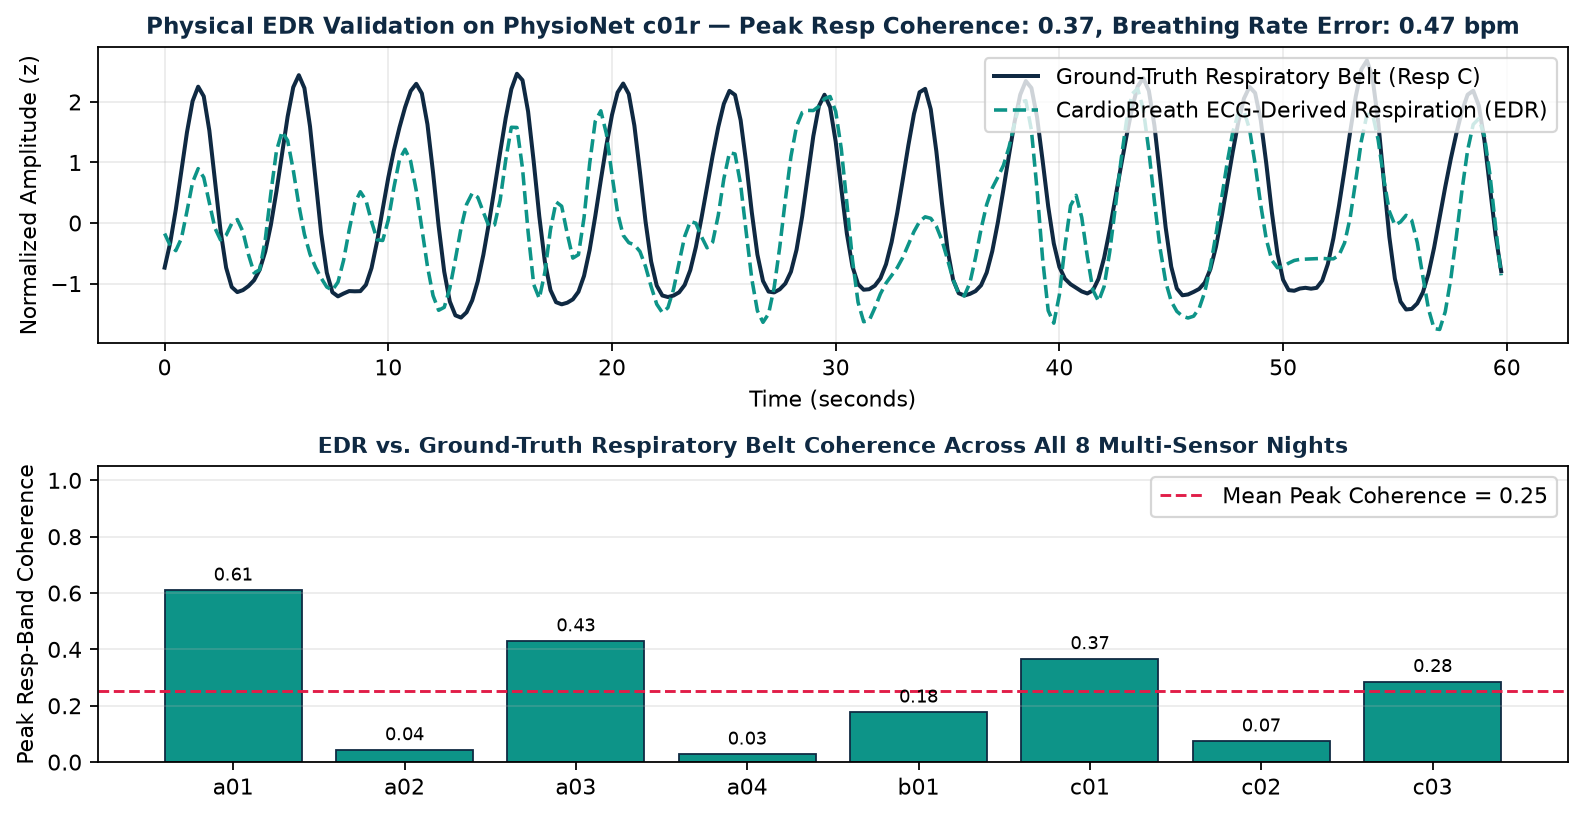 Physical EDR Validation on PhysioNet c01r — Peak Resp Coherence: 0.37, Breathing Rate Error: 0.47 bpm
Normalized Amplitude (z)
2
1
0
−1
Ground-Truth Respiratory Belt (Resp C)
CardioBreath ECG-Derived Respiration (EDR)
0 10 20 30 40 50 60
Time (seconds)
EDR vs. Ground-Truth Respiratory Belt Coherence Across All 8 Multi-Sensor Nights
Peak Resp-Band Coherence
1.0
0.8
0.6
0.4
0.2
0.0
Mean Peak Coherence = 0.25
0.61 0.04 0.43 0.03 0.18 0.37 0.07 0.28
a01 a02 a03 a04 b01 c01 c02 c03